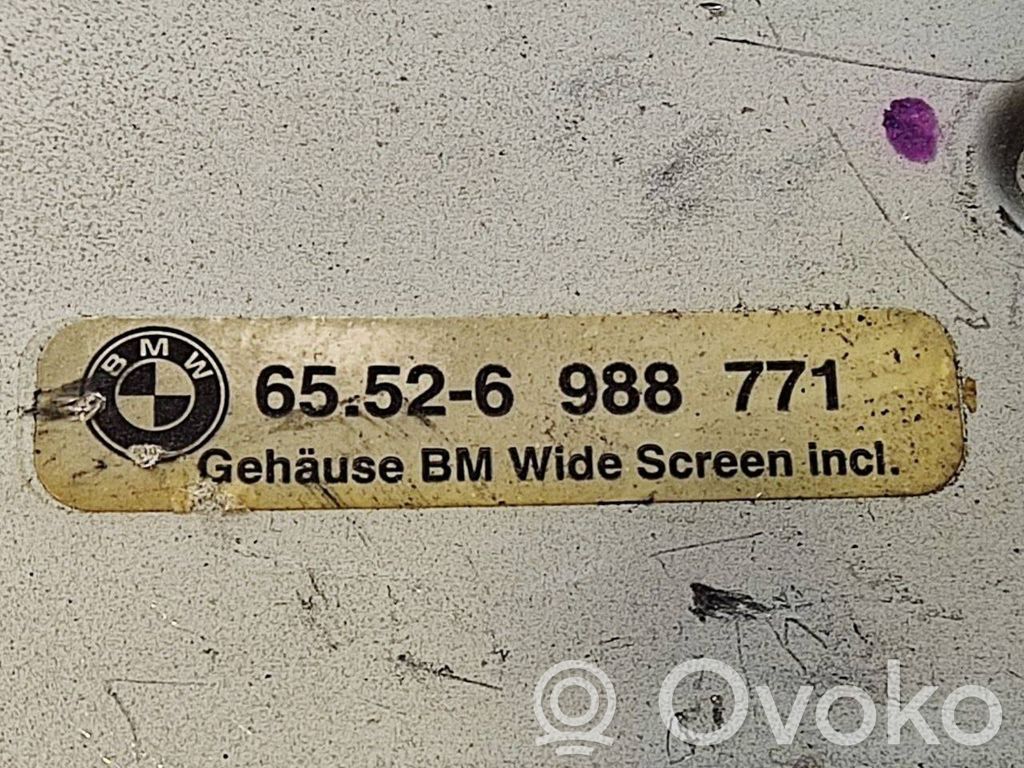 BMW
65.52-6 988 771
Gehäuse BM Wide Screen incl.
Ovoko